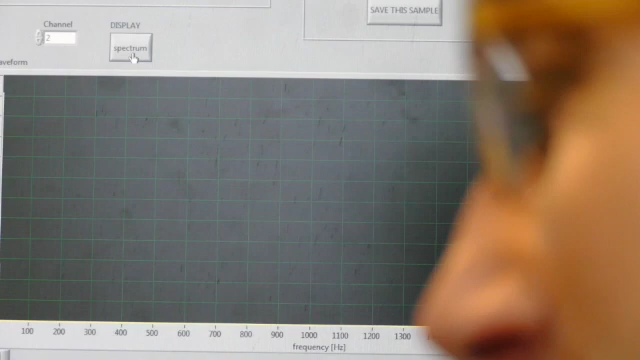 SAVE THIS SAMPLE
Channel
DISPLAY
2
spectrum
aveform
100 200 300 400 500 600 700 800 900 1000 1100 1200 1300
frequency [Hz]